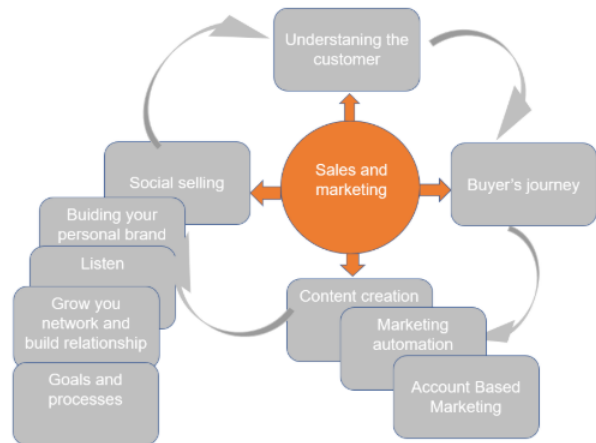 Understaning the
customer
Sales and
marketing
Social selling
Buyer's journey
Buiding your
personal brand
Listen
Grow you
network and
build relationship
Goals and
processes
Content creation
Marketing
automation
Account Based
Marketing